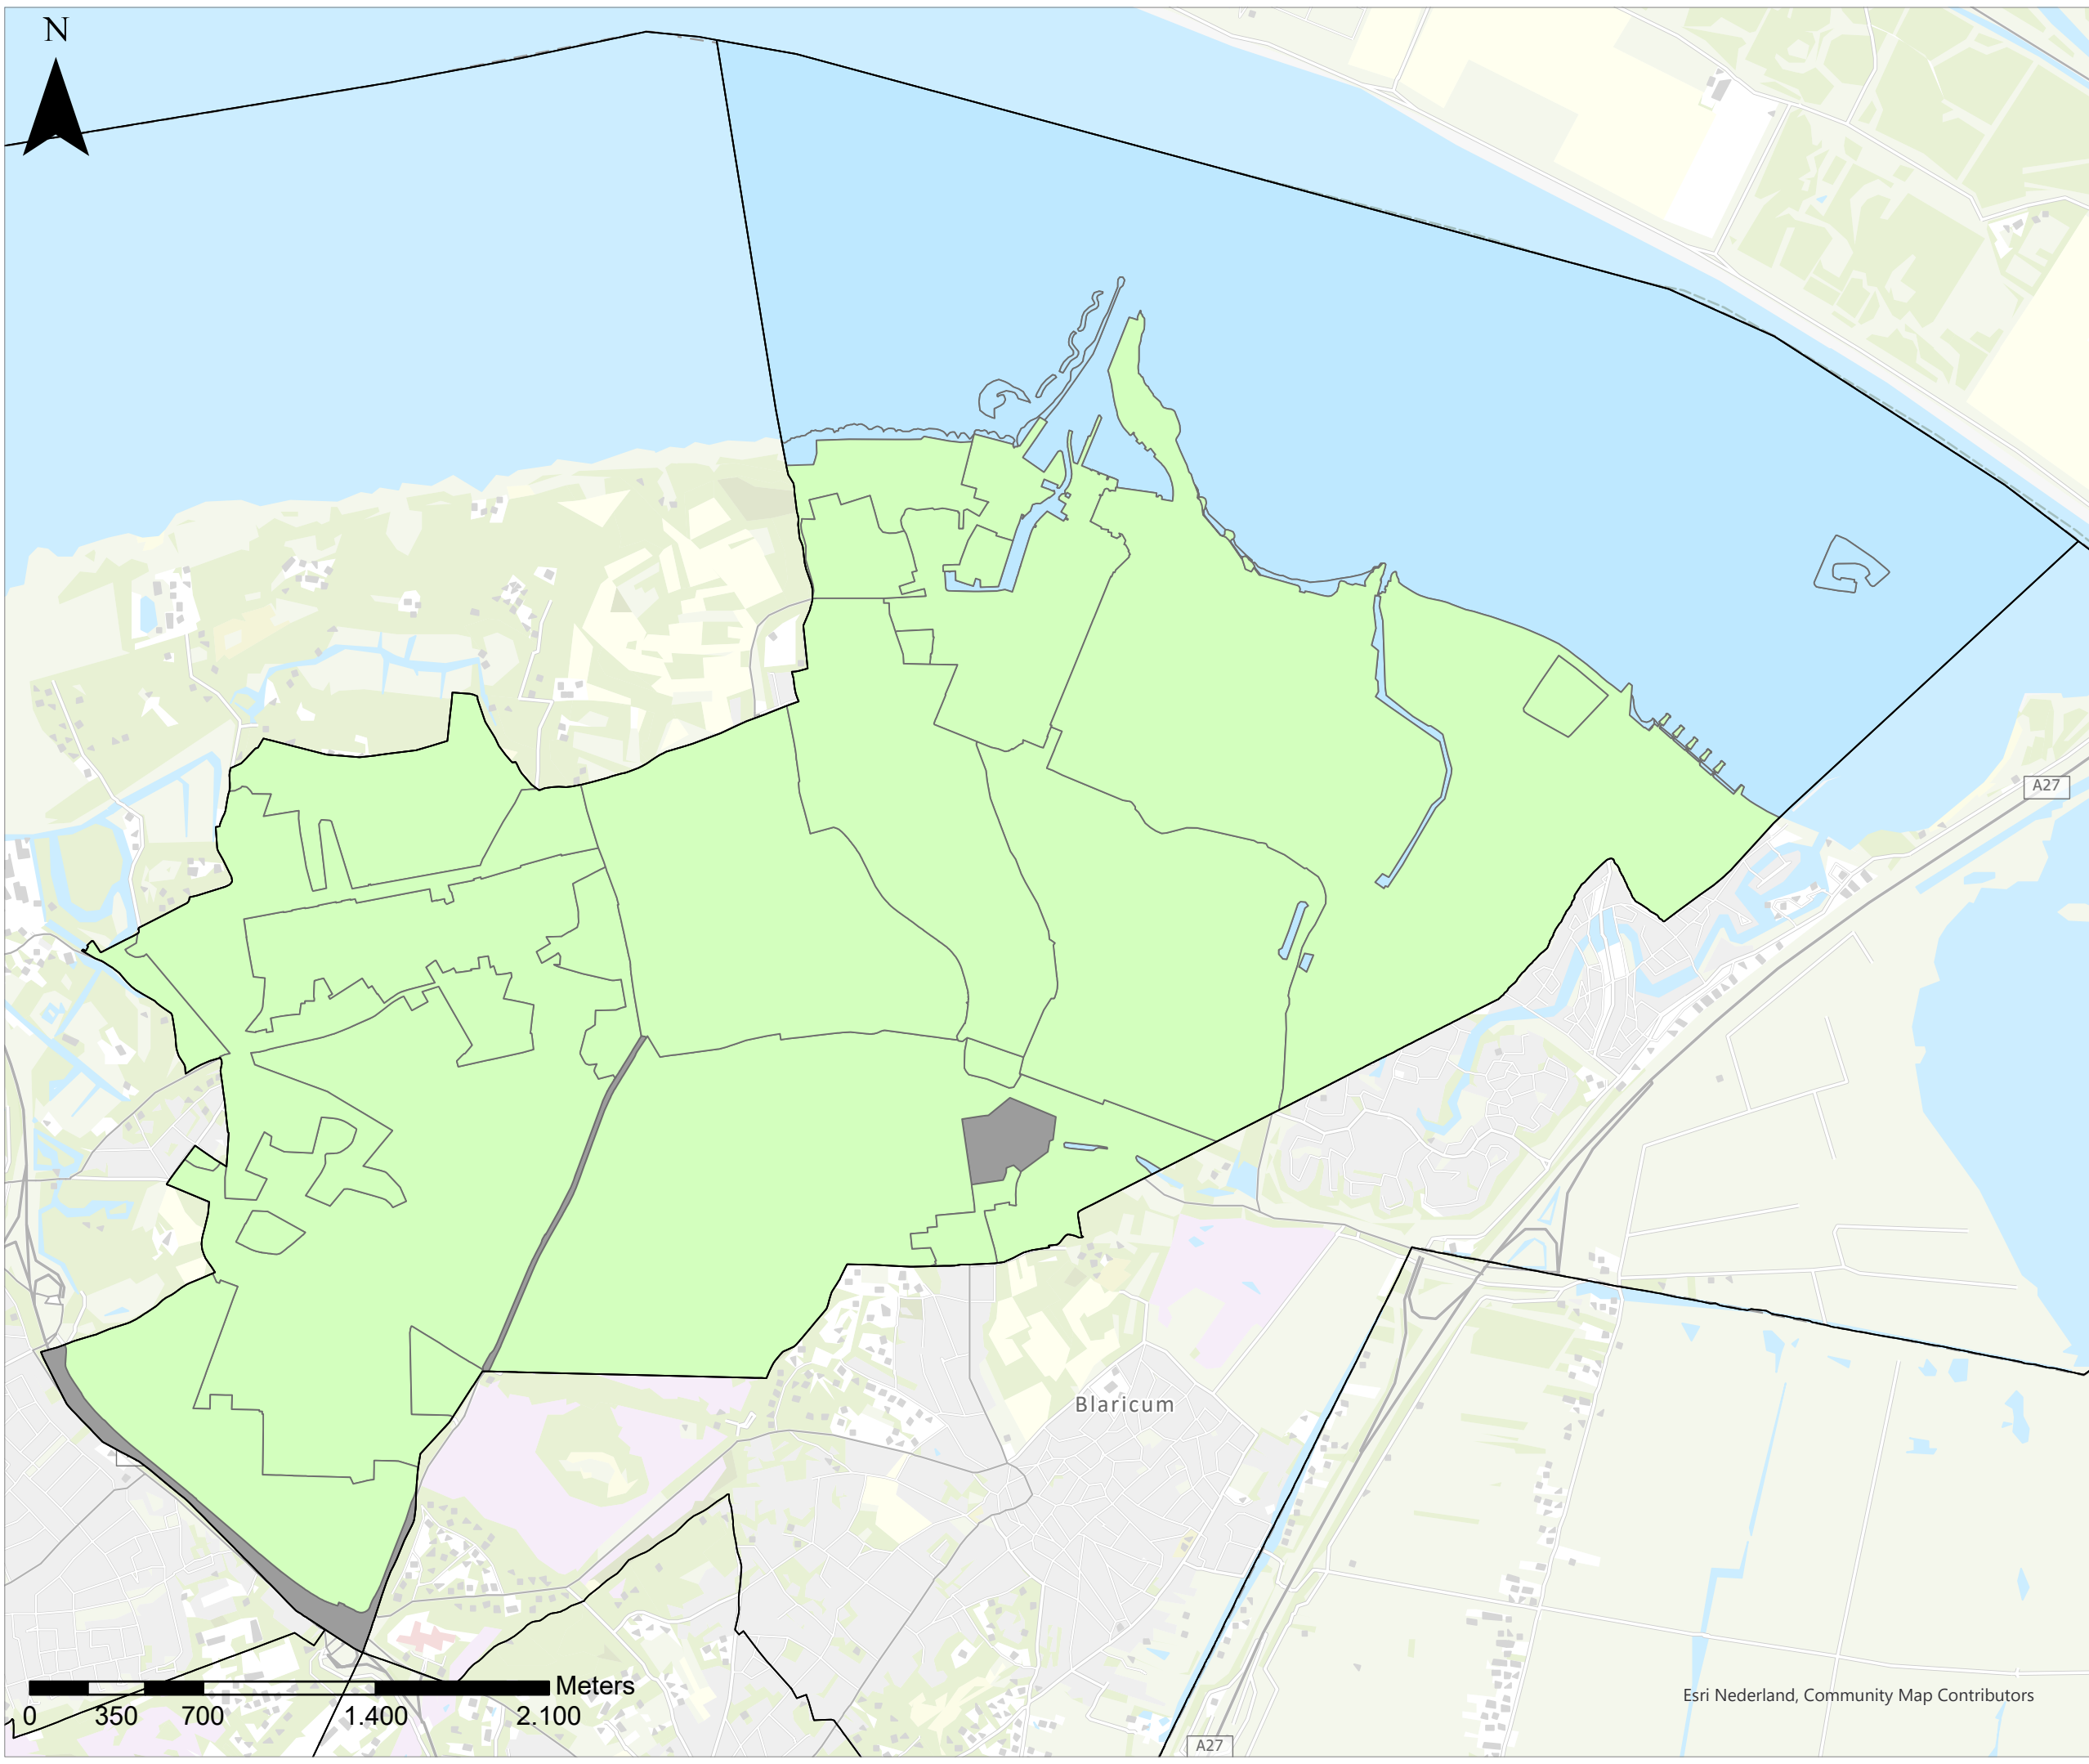 N
A27
Blaricum
Meters
0 350 700 1.400 2.100
Esri Nederland, Community Map Contributors
A27